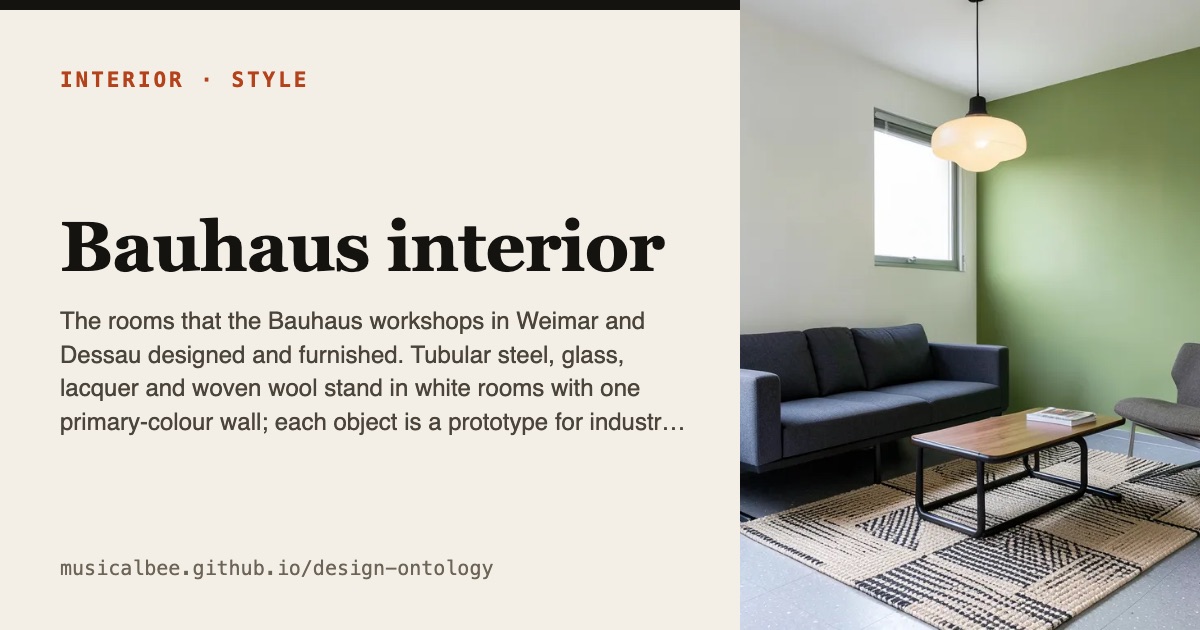 INTERIOR · STYLE
Bauhaus interior
The rooms that the Bauhaus workshops in Weimar and
Dessau designed and furnished. Tubular steel, glass,
lacquer and woven wool stand in white rooms with one
primary-colour wall; each object is a prototype for industr…
musicalbee.github.io/design-ontology